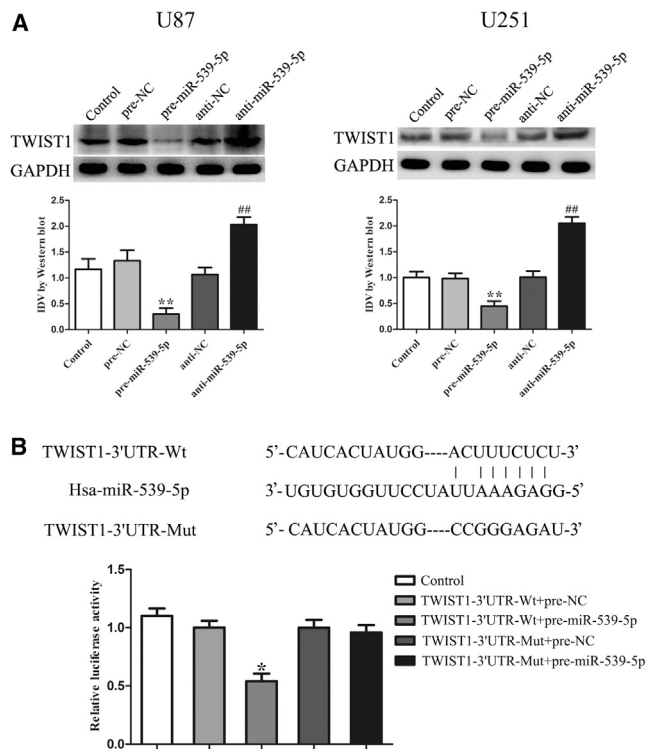 A
U87
U251
Control
pre-NC
pre-miR-539-5p
anti-NC
anti-miR-539-5p
Control
pre-NC
pre-miR-539-5p
anti-NC
anti-miR-539-5p
TWIST1
GAPDH
TWIST1
GAPDH
IDV by Western blot
2.5
2.0
1.5
1.0
0.5
0.0
**
##
Control
pre-NC
pre-miR-539-5p
anti-NC
anti-miR-539-5p
IDV by Western blot
2.5
2.0
1.5
1.0
0.5
0.0
**
##
Control
pre-NC
pre-miR-539-5p
anti-NC
anti-miR-539-5p
B
TWIST1-3'UTR-Wt 5'-CAUCACUAUGG----ACUUUCUCU-3'
Hsa-miR-539-5p 3'-UGUGUGGUUCCUAUUAAAGAGG-5'
TWIST1-3'UTR-Mut 5'- CAUCACUAUGG----CCGGGAGAU-3'
Relative luciferase activity
1.5
1.0
0.5
0.0
*
Control
TWIST1-3'UTR-Wt+pre-NC
TWIST1-3'UTR-Wt+pre-miR-539-5p
TWIST1-3'UTR-Mut+pre-NC
TWIST1-3'UTR-Mut+pre-miR-539-5p